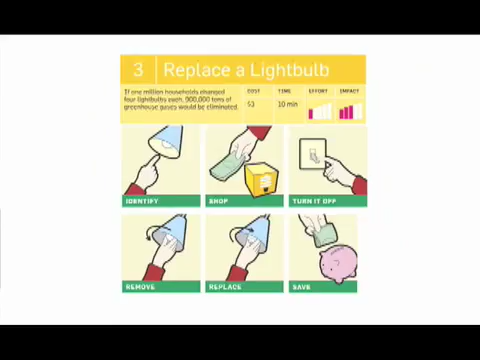 3 Replace a Lightbulb
If one million households changed
four lightbulbs each, 900,000 tons of
greenhouse gases would be eliminated.
COST TIME EFFORT IMPACT
$3 10 min
IDENTIFY SHOP TURN IT OFF
REMOVE REPLACE SAVE